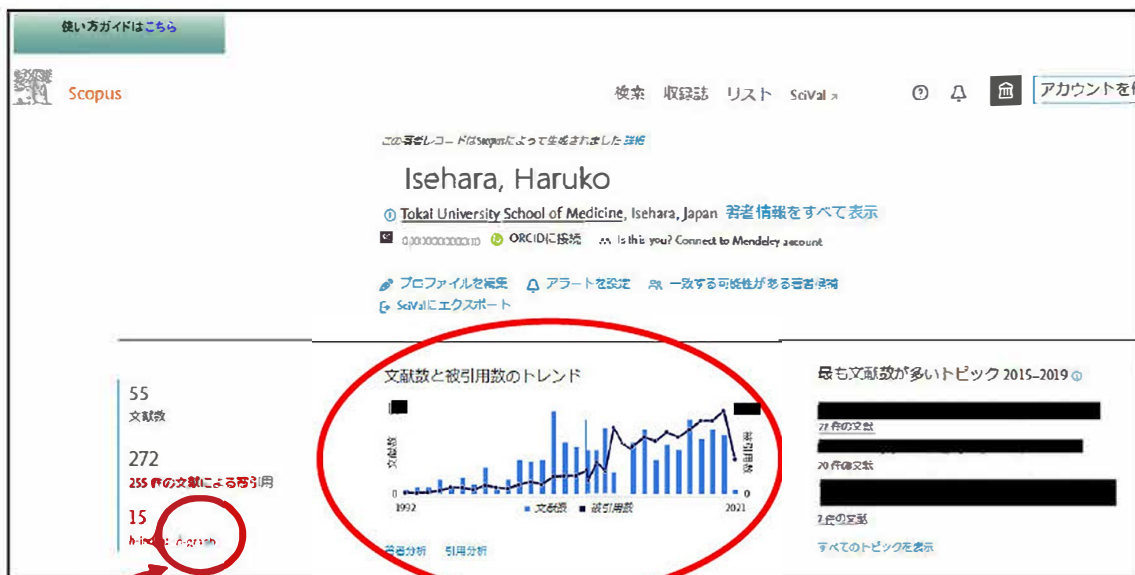 使い方ガイドはこちら
Scopus
検索 収録誌 リスト SciVal
アカウントを
この著者レコードはScopusによって生成されました 詳細
Isehara, Haruko
Tokai University School of Medicine, Isehara, Japan 著者情報をすべて表示
ORCIDに接続 Is this you? Connect to Mendeley account
プロファイルを編集 アラートを設定 一致する可能性がある著者候補
SciValにエクスポート
55
文献数
272
255 件の文献による被引用
15
h-index: h-graph
文献数と被引用数のトレンド
文献数
被引用数
0
0
1992
2021
文献数 被引用数
著者分析 引用分析
最も文献数が多いトピック 2015–2019
件の文献
20 件の文献
件の文献
すべてのトピックを表示